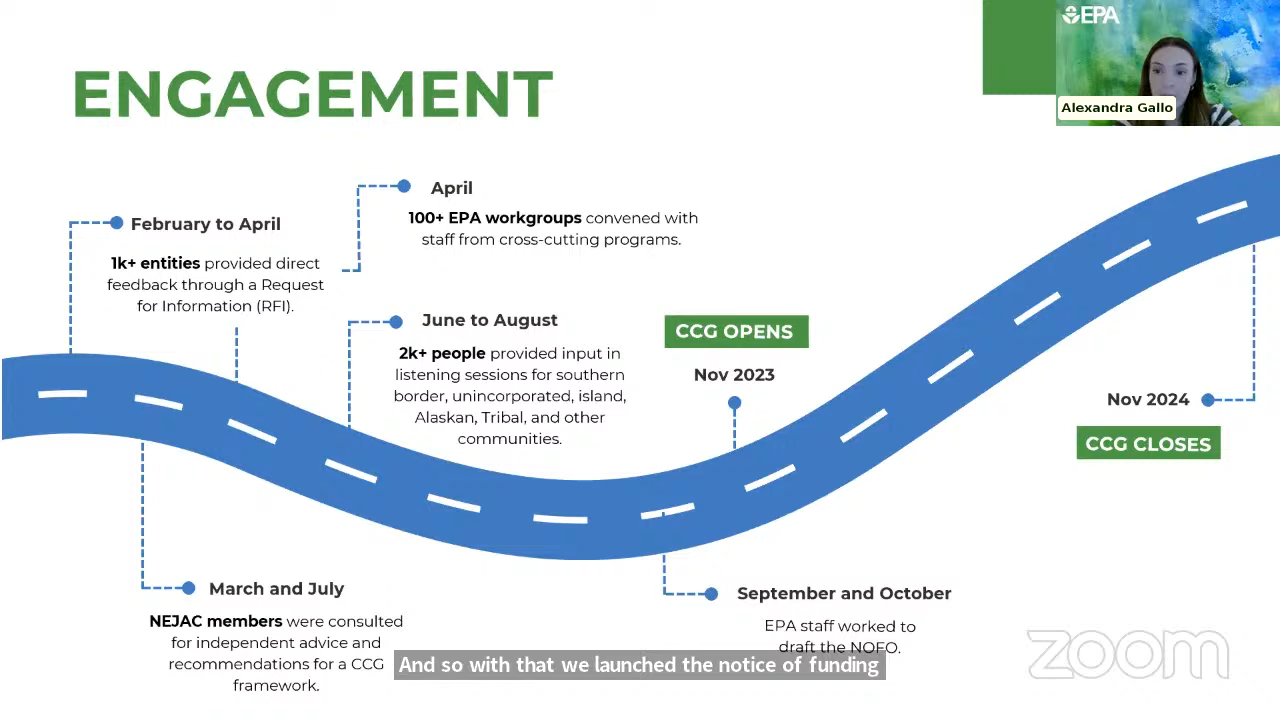 EPA
Alexandra Gallo
ENGAGEMENT
April
100+ EPA workgroups convened with
staff from cross-cutting programs.
February to April
1k+ entities provided direct
feedback through a Request
for Information (RFI).
June to August
2k+ people provided input in
listening sessions for southern
border, unincorporated, island,
Alaskan, Tribal, and other
communities.
CCG OPENS
Nov 2023
Nov 2024
CCG CLOSES
March and July
NEJAC members were consulted
for independent advice and
recommendations for a CCG
framework.
September and October
EPA staff worked to
draft the NOFO.
And so with that we launched the notice of funding
zoom